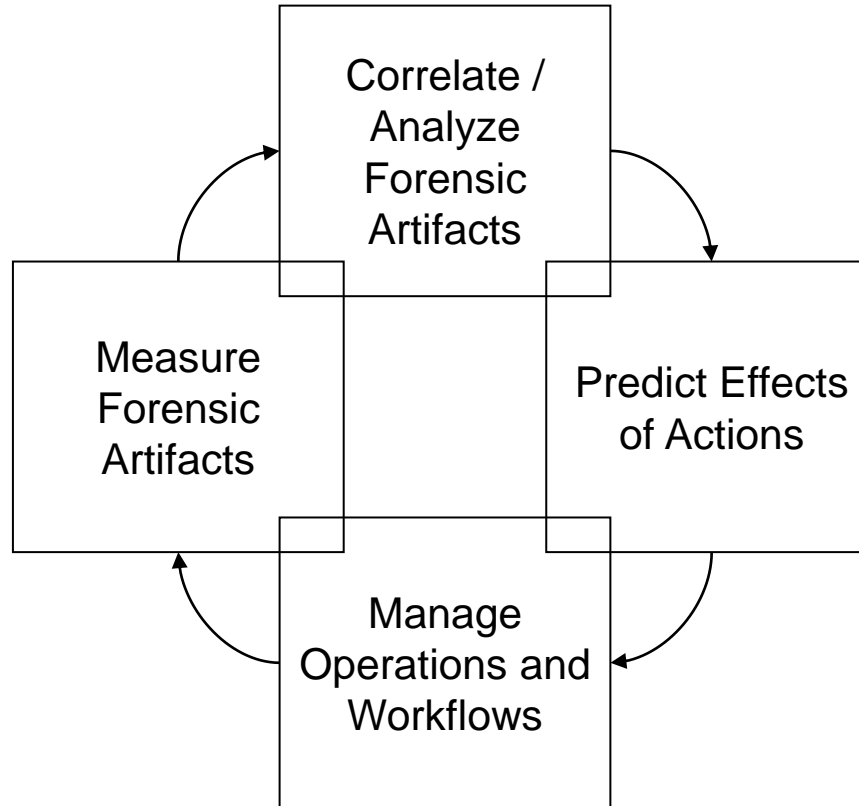 Correlate /
Analyze
Forensic
Artifacts
Measure
Forensic
Artifacts
Predict Effects
of Actions
Manage
Operations and
Workflows